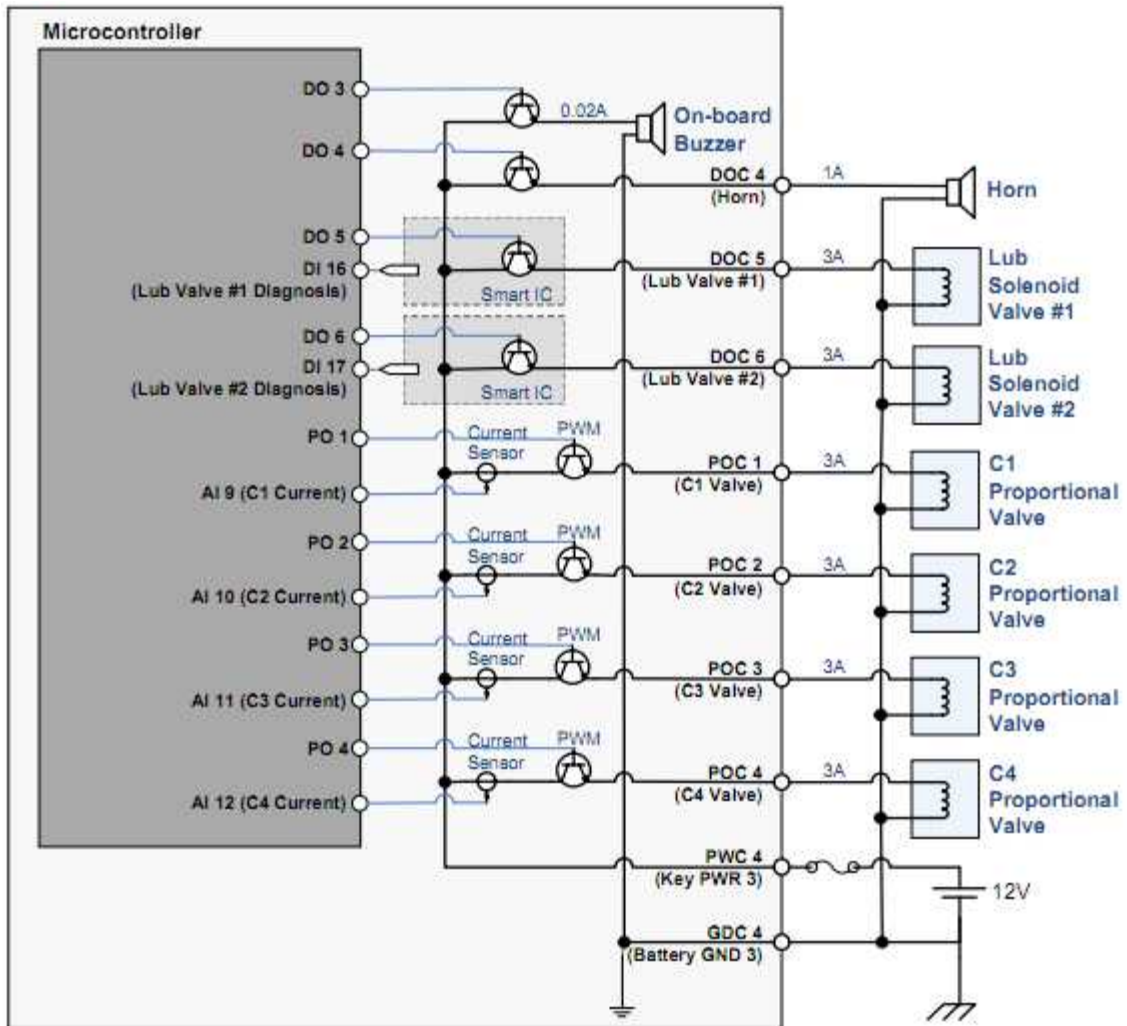 Microcontroller
DO 3
0.02A
On-board
Buzzer
DO 4
DOC 4
(Horn)
1A
Horn
DO 5
DI 16
(Lub Valve #1 Diagnosis)
Smart IC
DOC 5
(Lub Valve #1)
3A
Lub
Solenoid
Valve #1
DO 6
DI 17
(Lub Valve #2 Diagnosis)
Smart IC
DOC 6
(Lub Valve #2)
3A
Lub
Solenoid
Valve #2
PO 1
Current
Sensor
PWM
AI 9 (C1 Current)
POC 1
(C1 Valve)
3A
C1
Proportional
Valve
PO 2
Current
Sensor
PWM
AI 10 (C2 Current)
POC 2
(C2 Valve)
3A
C2
Proportional
Valve
PO 3
Current
Sensor
PWM
AI 11 (C3 Current)
POC 3
(C3 Valve)
3A
C3
Proportional
Valve
PO 4
Current
Sensor
PWM
AI 12 (C4 Current)
POC 4
(C4 Valve)
3A
C4
Proportional
Valve
PWC 4
(Key PWR 3)
12V
GDC 4
(Battery GND 3)